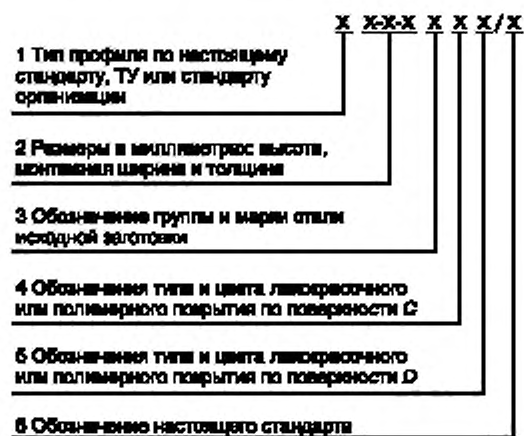 X X-X-X X X X/X
1 Тип профиля по настоящему
стандарту, ТУ или стандарту
организации
2 Размеры в миллиметрах: высота,
монтажная ширина и толщина
3 Обозначение группы и марки стали
исходной заготовки
4 Обозначения типа и цвета лакокрасочного
или полимерного покрытия по поверхности C
5 Обозначения типа и цвета лакокрасочного
или полимерного покрытия по поверхности D
6 Обозначение настоящего стандарта